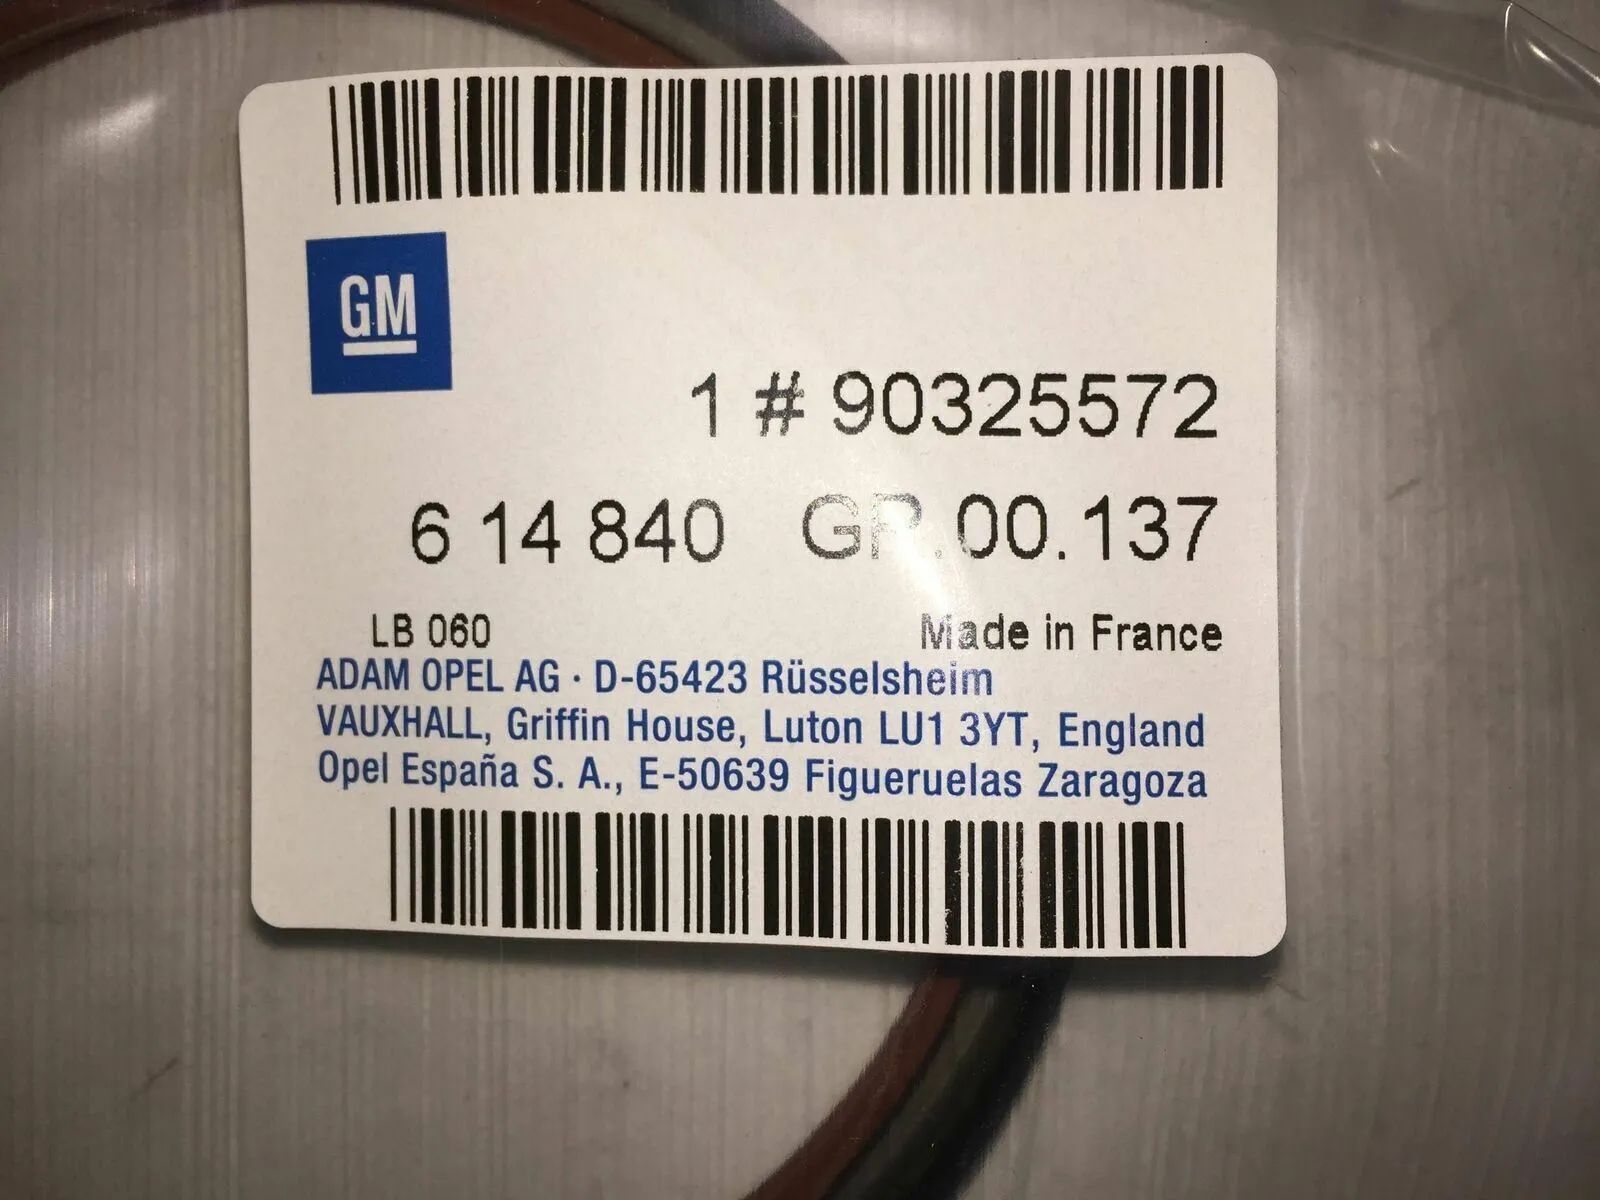 GM
1 # 90325572
6 14 840 GR.00.137
LB 060 Made in France
ADAM OPEL AG · D-65423 Rüsselsheim
VAUXHALL, Griffin House, Luton LU1 3YT, England
Opel España S. A., E-50639 Figueruelas Zaragoza